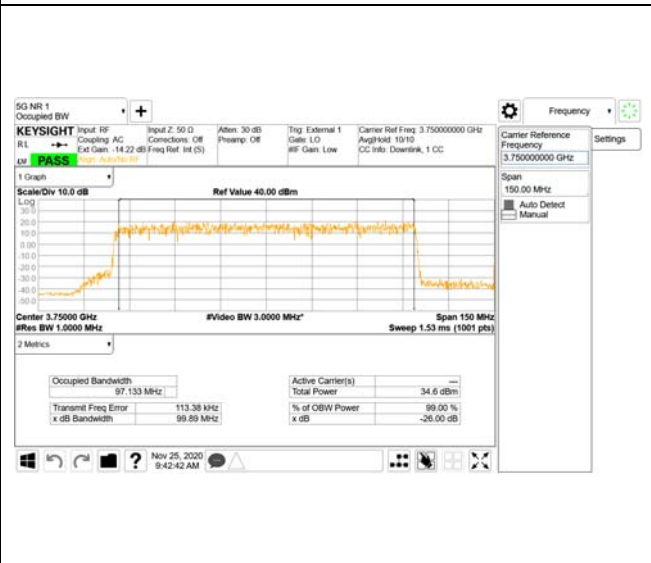 5G NR 1
Occupied BW
Frequency
KEYSIGHT
Input: RF
Coupling: AC
Ext Gain: -14.22 dB
Align: Auto/No RF
Input Z: 50 Ω
Corrections: Off
Freq Ref: Int (S)
Atten: 30 dB
Preamp: Off
Trig: External 1
Gate: LO
#IF Gain: Low
Carrier Ref Freq: 3.750000000 GHz
Avg|Hold: 10/10
CC Info: Downlink, 1 CC
RL
PASS
Carrier Reference
Frequency
3.750000000 GHz
Settings
Span
150.00 MHz
Auto Detect
Manual
1 Graph
Scale/Div 10.0 dB
Ref Value 40.00 dBm
Log
30.0
20.0
10.0
0.00
-10.0
-20.0
-30.0
-40.0
-50.0
Center 3.75000 GHz
#Video BW 3.0000 MHz*
Span 150 MHz
#Res BW 1.0000 MHz
Sweep 1.53 ms (1001 pts)
2 Metrics
Occupied Bandwidth
97.133 MHz
Active Carrier(s)
---
Total Power
34.6 dBm
Transmit Freq Error
113.38 kHz
x dB Bandwidth
99.89 MHz
% of OBW Power
99.00 %
x dB
-26.00 dB
?
Nov 25, 2020
9:42:42 AM